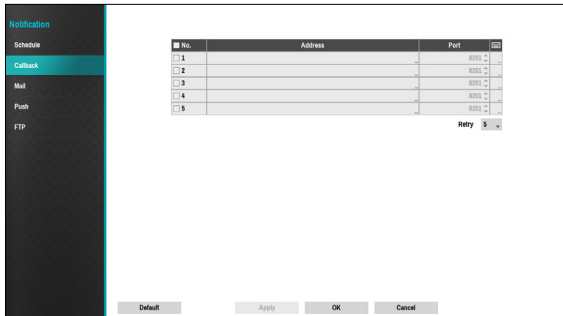 Notification
Schedule
Callback
Mail
Push
FTP
No. Address Port
1 8201
2 8201
3 8201
4 8201
5 8201
Retry 5
Default Apply OK Cancel